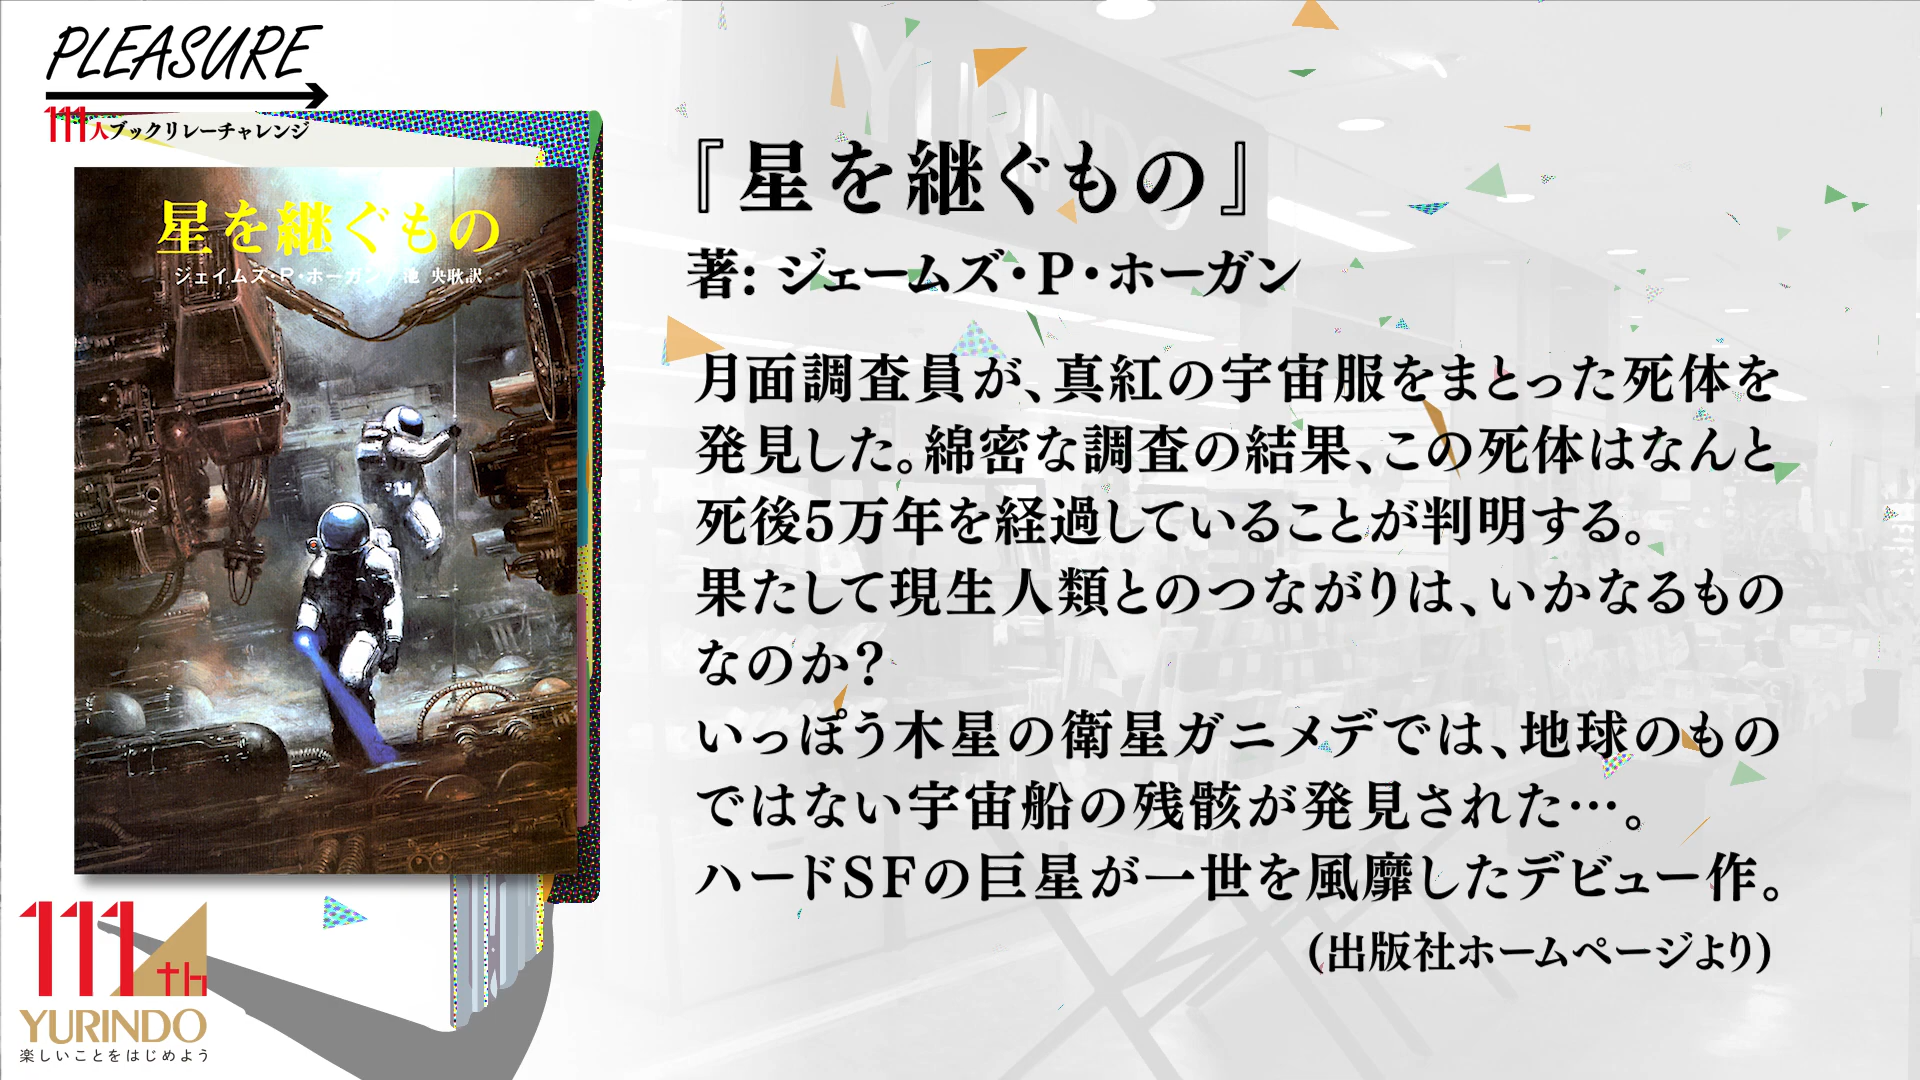 PLEASURE
111人ブックリレーチャレンジ
星を継ぐもの
ジェイムズ・P・ホーガン 池 央耿訳
『星を継ぐもの』
著: ジェームズ・P・ホーガン
月面調査員が、真紅の宇宙服をまとった死体を
発見した。綿密な調査の結果、この死体はなんと
死後5万年を経過していることが判明する。
果たして現生人類とのつながりは、いかなるもの
なのか？
いっぽう木星の衛星ガニメデでは、地球のもの
ではない宇宙船の残骸が発見された…。
ハードSFの巨星が一世を風靡したデビュー作。
(出版社ホームページより)
111th
YURINDO
楽しいことをはじめよう
YURINDO